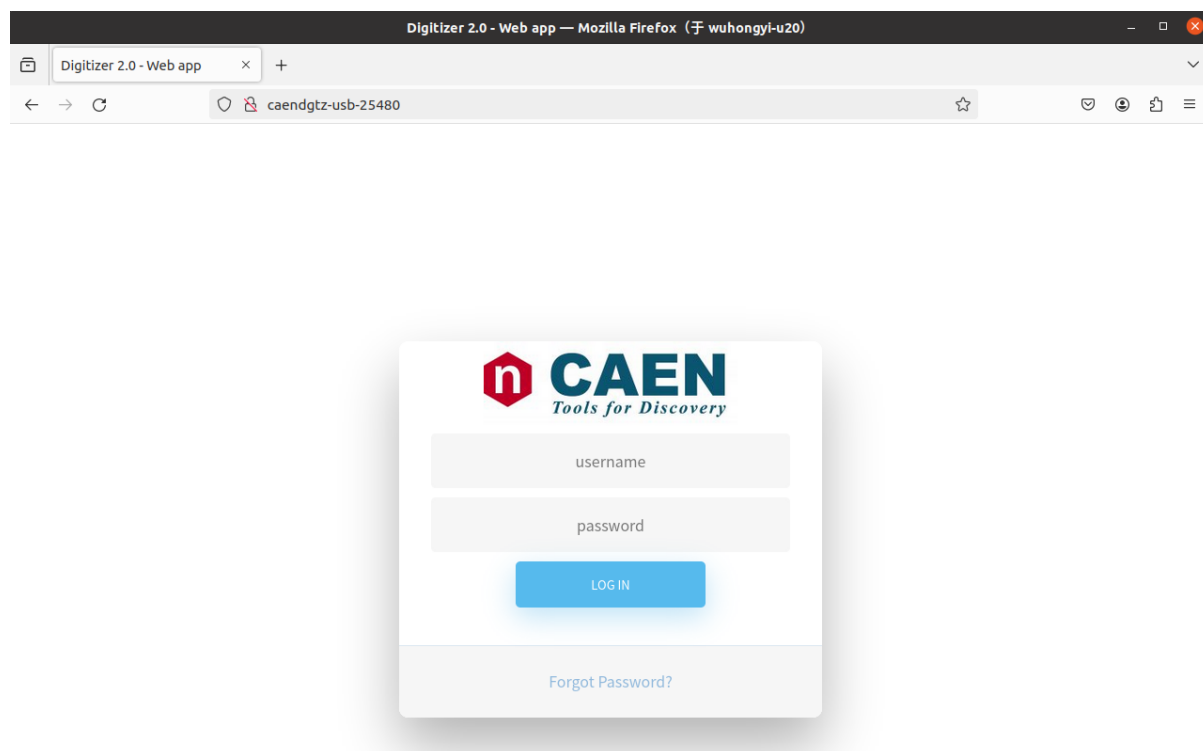 Digitizer 2.0 - Web app — Mozilla Firefox（于 wuhongyi-u20）
Digitizer 2.0 - Web app
caendgtz-usb-25480
n CAEN
Tools for Discovery
username
password
LOG IN
Forgot Password?